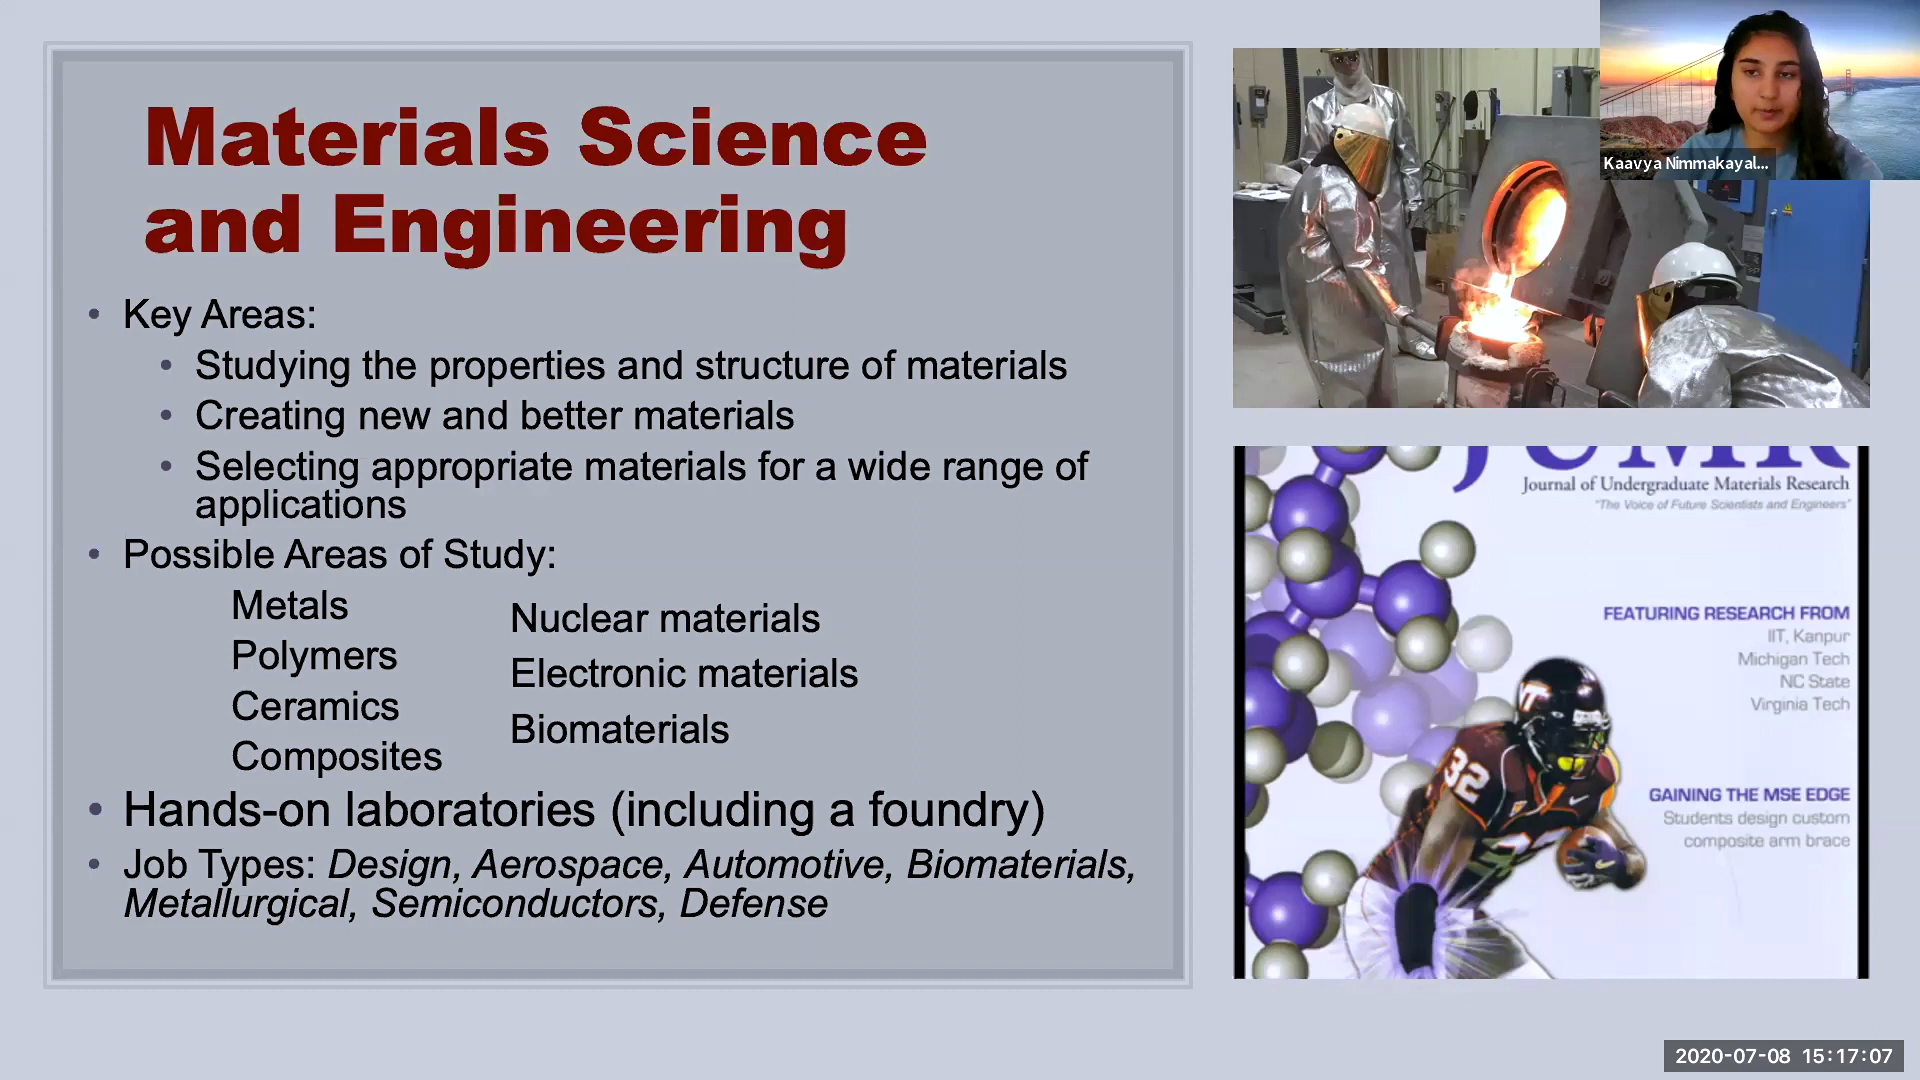 Materials Science
and Engineering
• Key Areas:
• Studying the properties and structure of materials
• Creating new and better materials
• Selecting appropriate materials for a wide range of
applications
• Possible Areas of Study:
Metals
Polymers
Ceramics
Composites
Nuclear materials
Electronic materials
Biomaterials
• Hands-on laboratories (including a foundry)
• Job Types: Design, Aerospace, Automotive, Biomaterials,
Metallurgical, Semiconductors, Defense
Kaavya Nimmakayal...
JUMR
Journal of Undergraduate Materials Research
"The Voice of Future Scientists and Engineers"
FEATURING RESEARCH FROM
IIT, Kanpur
Michigan Tech
NC State
Virginia Tech
GAINING THE MSE EDGE
Students design custom
composite arm brace
VT
32
2020-07-08 15:17:07